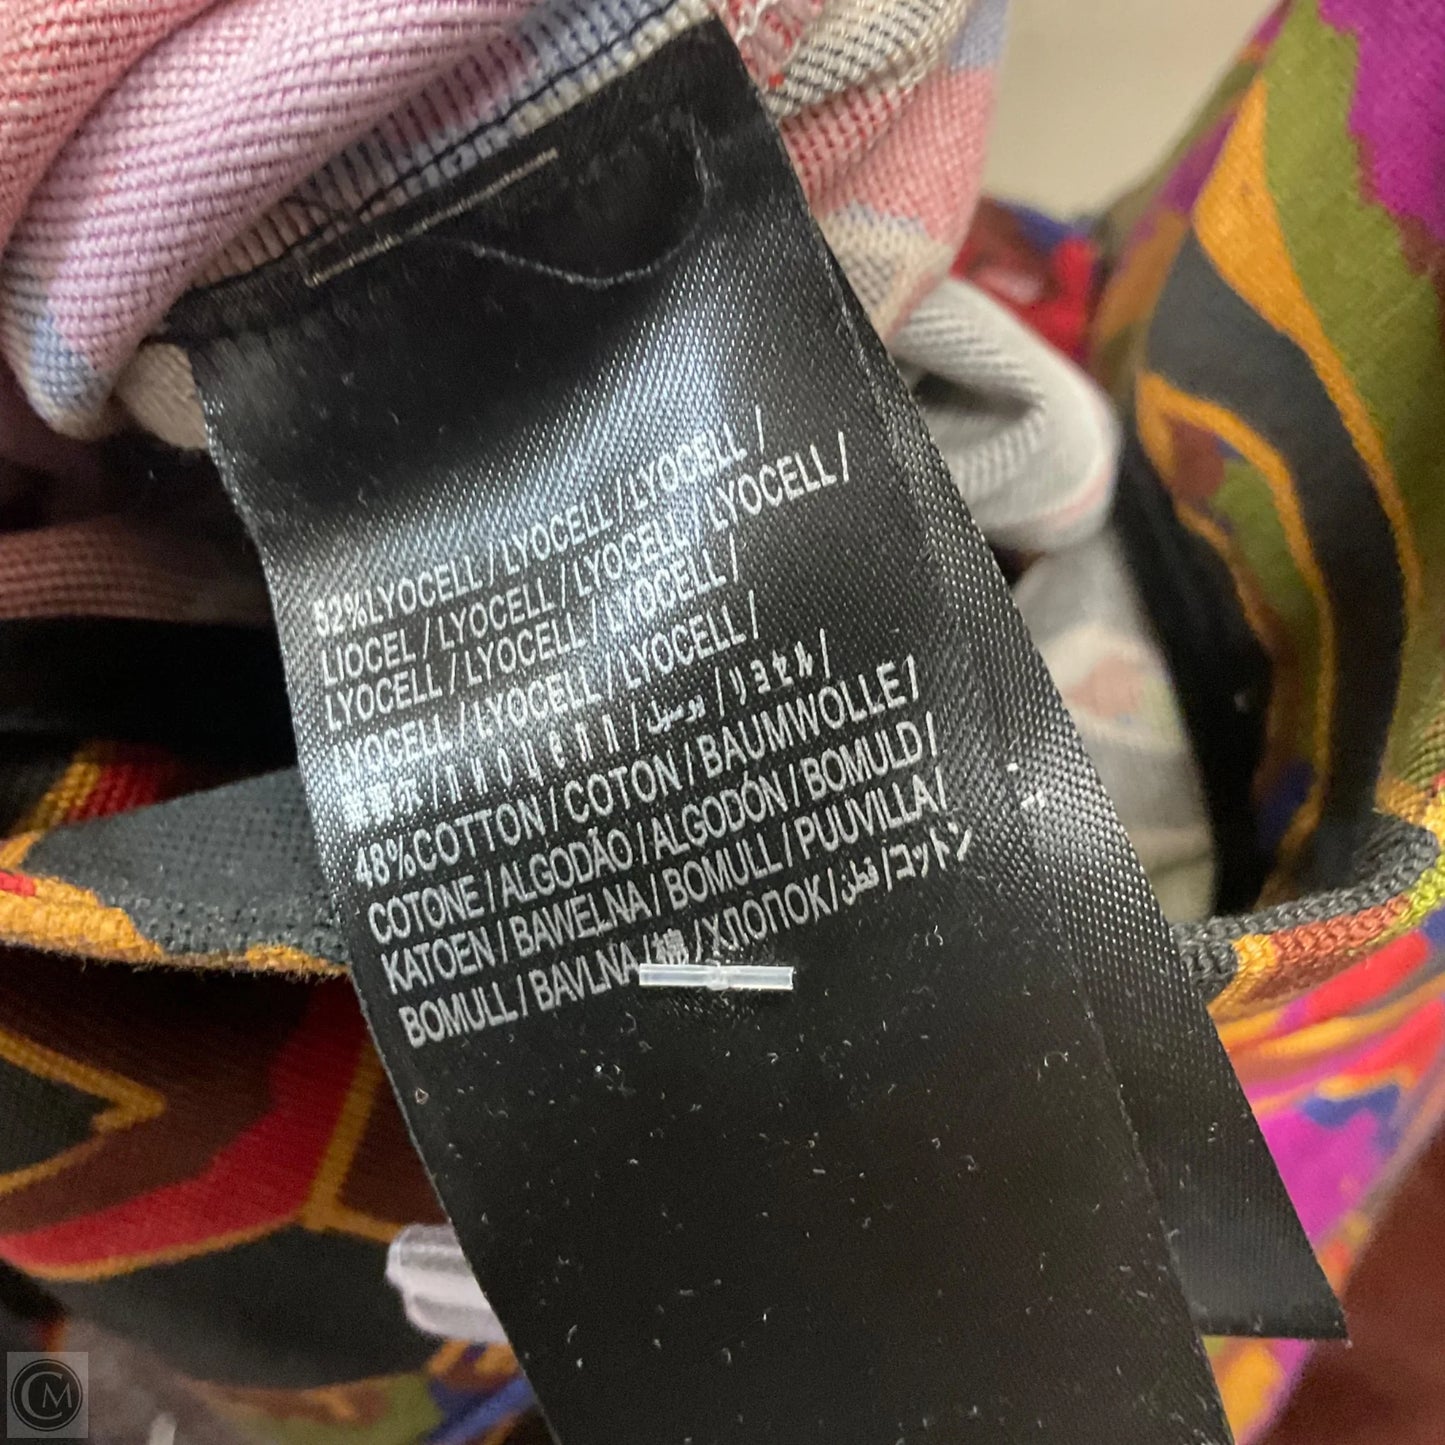 52%LYOCELL / LYOCELL / LYOCELL /
LIOCEL / LYOCELL / LYOCELL / LYOCELL /
LYOCELL / LYOCELL / LYOCELL /
LYOCELL / LYOCELL / LYOCELL /
/ リヨセル /
48%COTTON / COTON / BAUMWOLLE /
COTONE / ALGODÃO / ALGODÓN / BOMULD /
KATOEN / BAWEŁNA / BOMULL / PUUVILLA /
BOMULL / BAVLNA / 棉 / ХЛОПОК / قطن / コットン
CM